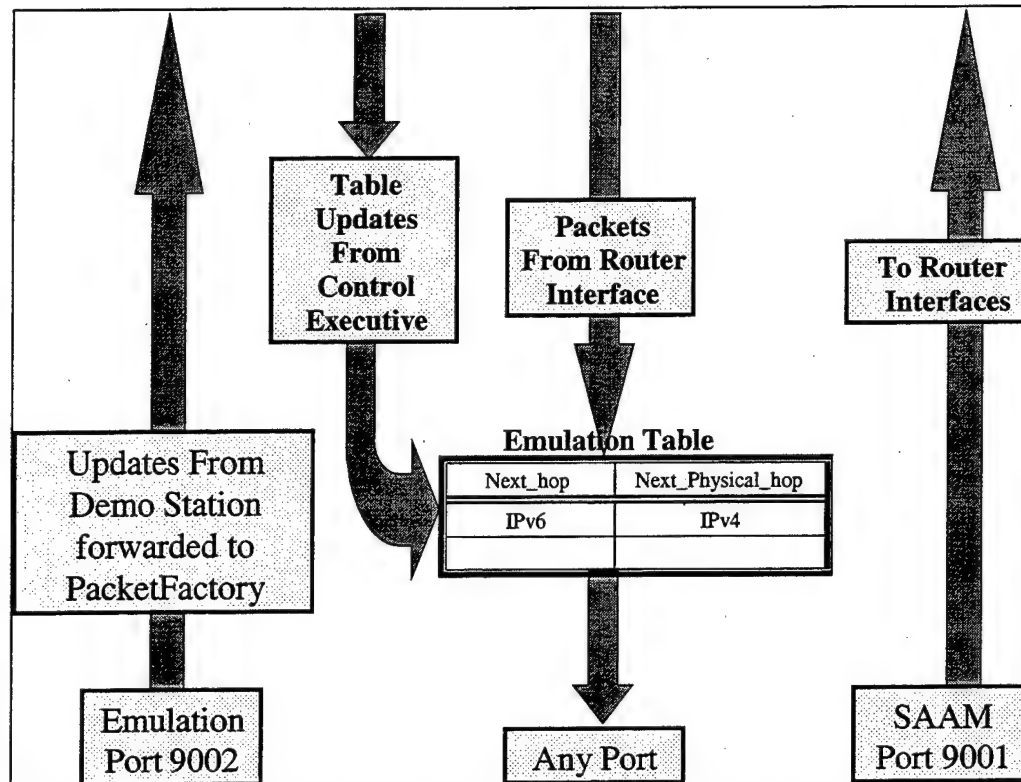 Table
Updates
From
Control
Executive
Packets
From Router
Interface
To Router
Interfaces
Updates From
Demo Station
forwarded to
PacketFactory
Emulation Table
Next_hop Next_Physical_hop
IPv6 IPv4
Emulation
Port 9002
Any Port
SAAM
Port 9001